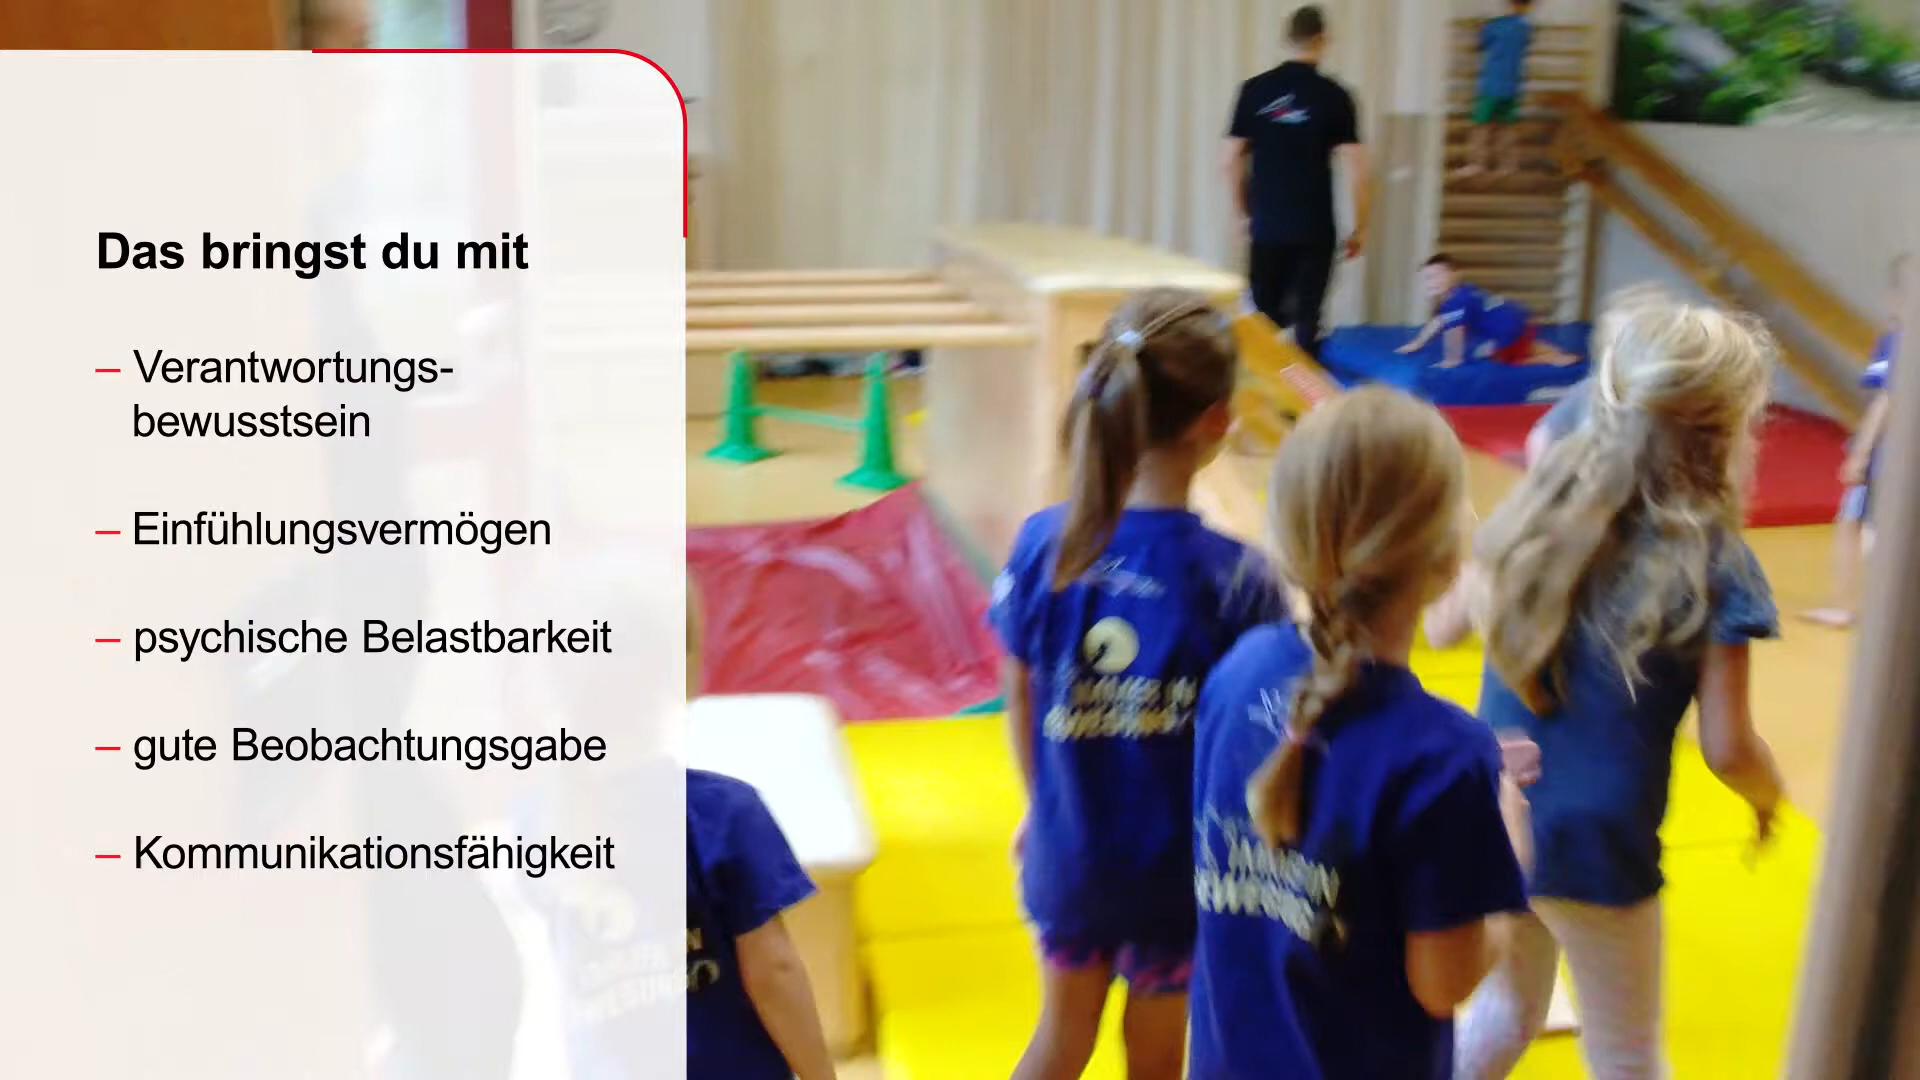 Das bringst du mit
– Verantwortungs-
bewusstsein
– Einfühlungsvermögen
– psychische Belastbarkeit
– gute Beobachtungsgabe
– Kommunikationsfähigkeit